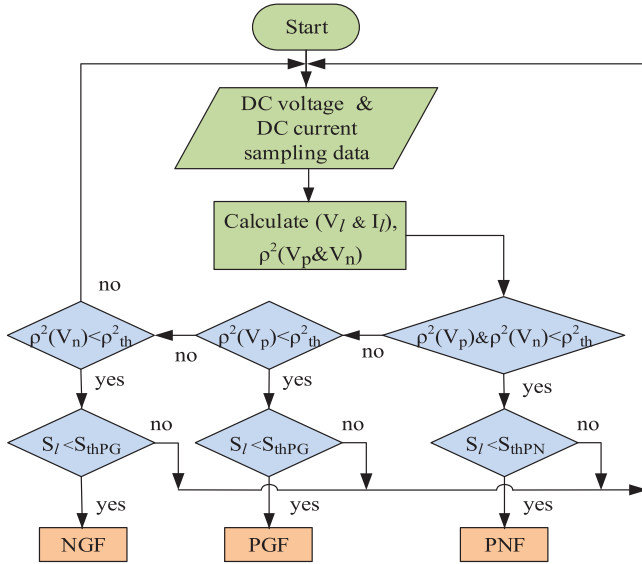 Start
DC voltage &
DC current
sampling data
Calculate (V_l & I_l),
ρ²(V_p&V_n)
no
ρ²(V_n)<ρ²_th
no
ρ²(V_p)<ρ²_th
no
ρ²(V_p)&ρ²(V_n)<ρ²_th
yes
yes
yes
S_l <S_thPG
no
S_l <S_thPG
no
S_l <S_thPN
no
yes
yes
yes
NGF
PGF
PNF